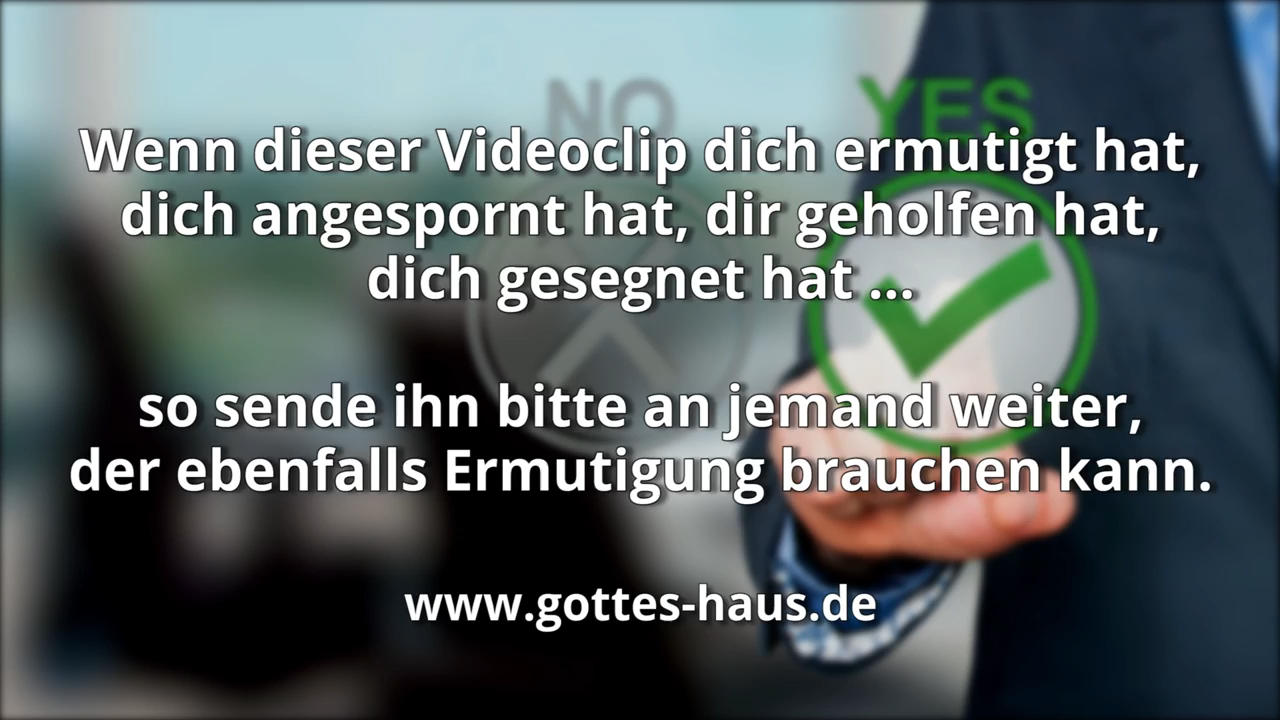 NO
YES
Wenn dieser Videoclip dich ermutigt hat,
dich angespornt hat, dir geholfen hat,
dich gesegnet hat ...
so sende ihn bitte an jemand weiter,
der ebenfalls Ermutigung brauchen kann.
www.gottes-haus.de